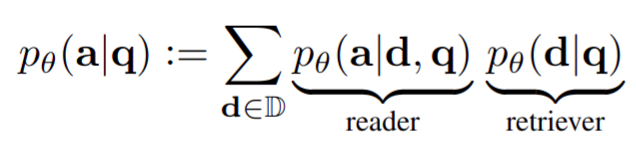 p_θ(a|q) := ∑_{d∈𝔻} p_θ(a|d, q) p_θ(d|q)
reader retriever